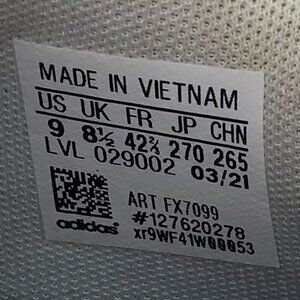 MADE IN VIETNAM
US UK FR JP CHN
9 8½ 42⅔ 270 265
LVL 029002 03/21
ART FX7099
#127620278
xr9WF41W00053
adidas